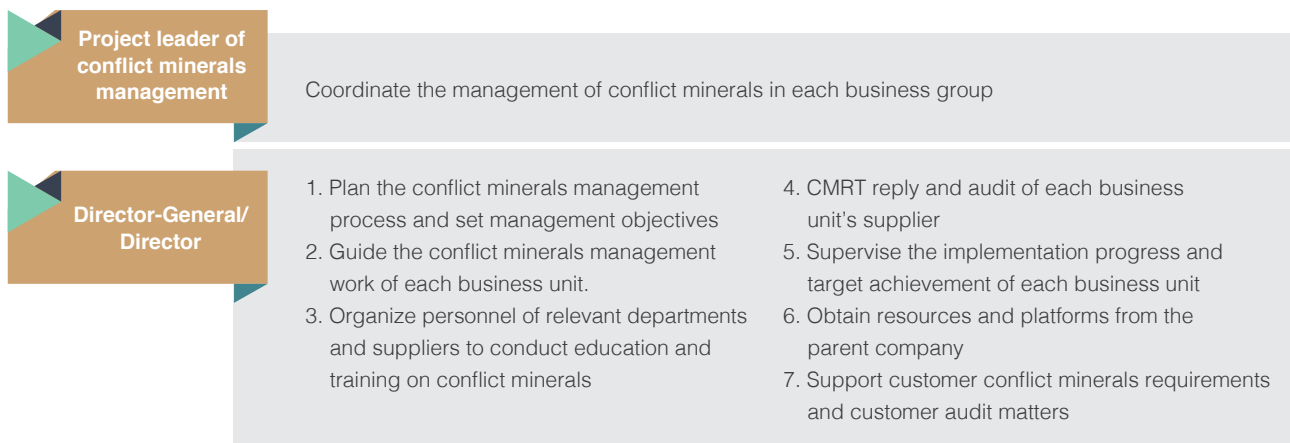 Project leader of
conflict minerals
management
Coordinate the management of conflict minerals in each business group
Director-General/
Director
1. Plan the conflict minerals management
process and set management objectives
2. Guide the conflict minerals management
work of each business unit.
3. Organize personnel of relevant departments
and suppliers to conduct education and
training on conflict minerals
4. CMRT reply and audit of each business
unit's supplier
5. Supervise the implementation progress and
target achievement of each business unit
6. Obtain resources and platforms from the
parent company
7. Support customer conflict minerals requirements
and customer audit matters